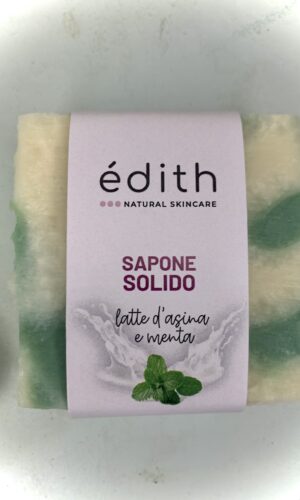 édith
NATURAL SKINCARE
SAPONE
SOLIDO
latte d'asina
e menta